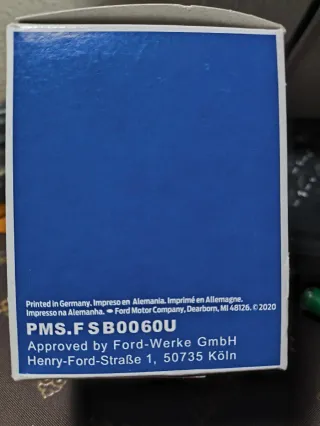 Printed in Germany. Impreso en Alemania. Imprimé en Allemagne.
Impresso na Alemanha. Ford Motor Company, Dearborn, MI 48126. ©2020
PMS.FSB0060U
Approved by Ford-Werke GmbH
Henry-Ford-Straße 1, 50735 Köln